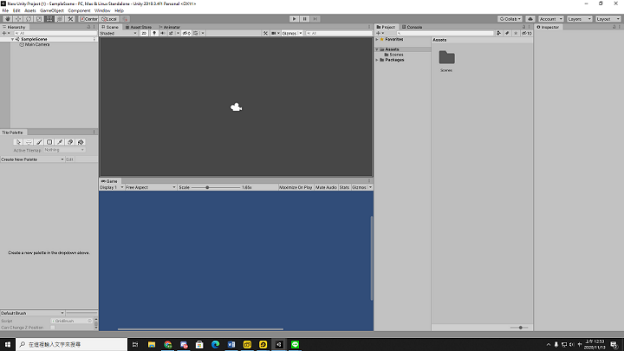 New Unity Project (1) - SampleScene - PC, Mac & Linux Standalone - Unity 2019.4.4f1 Personal <DX11>
File Edit Assets GameObject Component Window Help
Center Local Collab Account Layers Layout
Hierarchy
All
SampleScene
Main Camera
Scene Asset Store Animator
Shaded 2D Gizmos All
Project Console
Favorites
Assets
Scenes
Packages
Assets
Scenes
Inspector
Tile Palette
Active Tilemap Nothing
Create New Palette Edit
Create a new palette in the dropdown above.
Default Brush
Script
Can Change Z Position
Game
Display 1 Free Aspect Scale Maximize On Play Mute Audio Stats Gizmos
在這裡輸入文字來搜尋